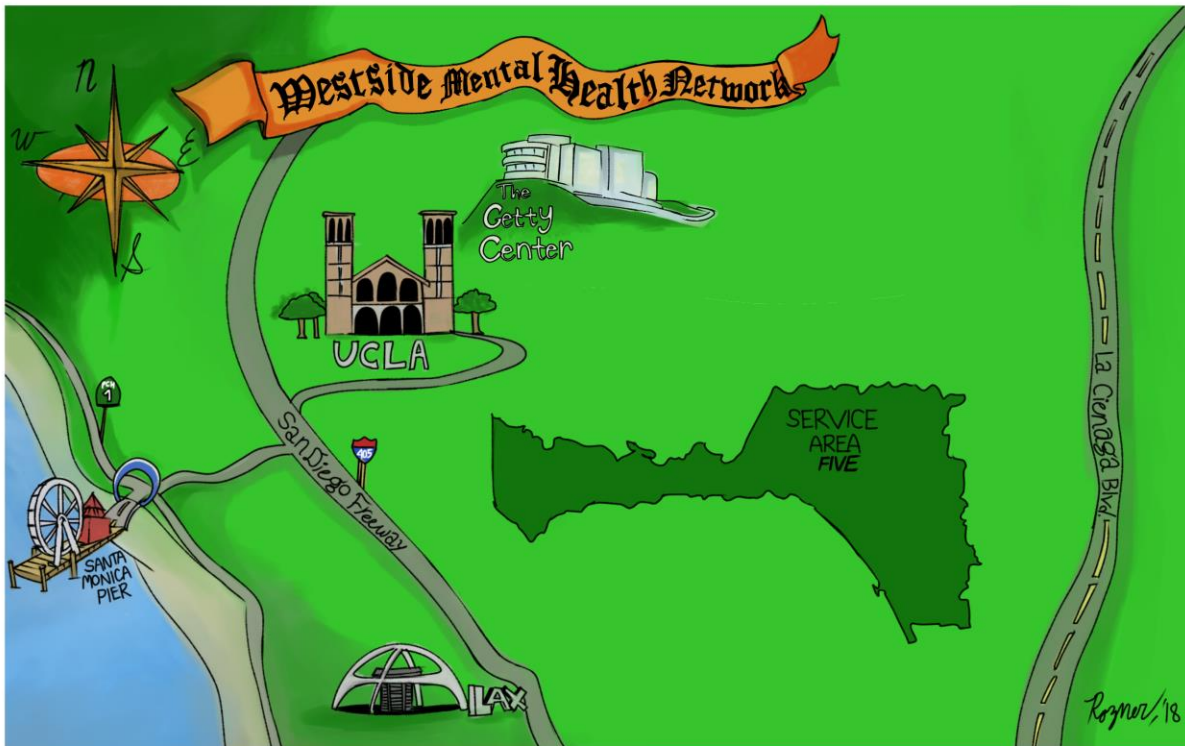 Westside Mental Health Network
N
W
E
S
The
Getty
Center
UCLA
PCH
1
San Diego Freeway
405
SERVICE
AREA
FIVE
La Cienaga Blvd.
SANTA
MONICA
PIER
LAX
Rozner, '18